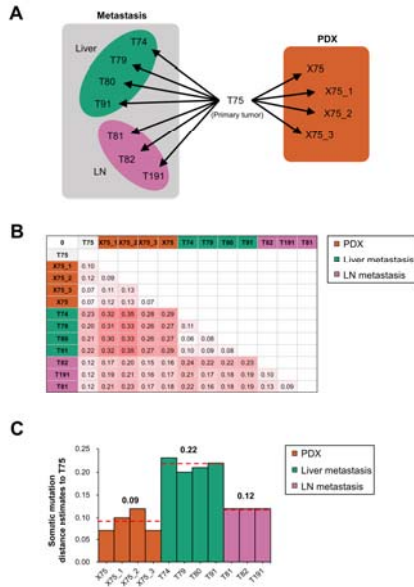 A
Metastasis
PDX
Liver
T74
T79
T80
T91
T81
T82
T191
LN
T75
(Primary tumor)
X75
X75_1
X75_2
X75_3
B
0 T75 X75_1 X75_2 X75_3 X75 T74 T79 T80 T91 T82 T191 T81
T75
X75_1 0.10
X75_2 0.12 0.09
X75_3 0.07 0.11 0.13
X75 0.07 0.12 0.13 0.07
T74 0.23 0.32 0.35 0.28 0.29
T79 0.20 0.31 0.33 0.27 0.11
T80 0.21 0.30 0.33 0.27 0.06 0.08
T91 0.22 0.32 0.35 0.27 0.28 0.10 0.09 0.08
T82 0.12 0.17 0.20 0.15 0.16 0.24 0.22 0.22 0.23
T191 0.12 0.19 0.21 0.16 0.17 0.21 0.17 0.18 0.19 0.10
T81 0.12 0.21 0.23 0.17 0.18 0.22 0.18 0.19 0.13 0.09
PDX
Liver metastasis
LN metastasis
C
Somatic mutation
distance estimates to T75
0.25
0.20
0.15
0.10
0.05
0.00
0.09
0.22
0.12
X75
X75_1
X75_2
X75_3
T74
T79
T80
T91
T81
T82
T191
PDX
Liver metastasis
LN metastasis